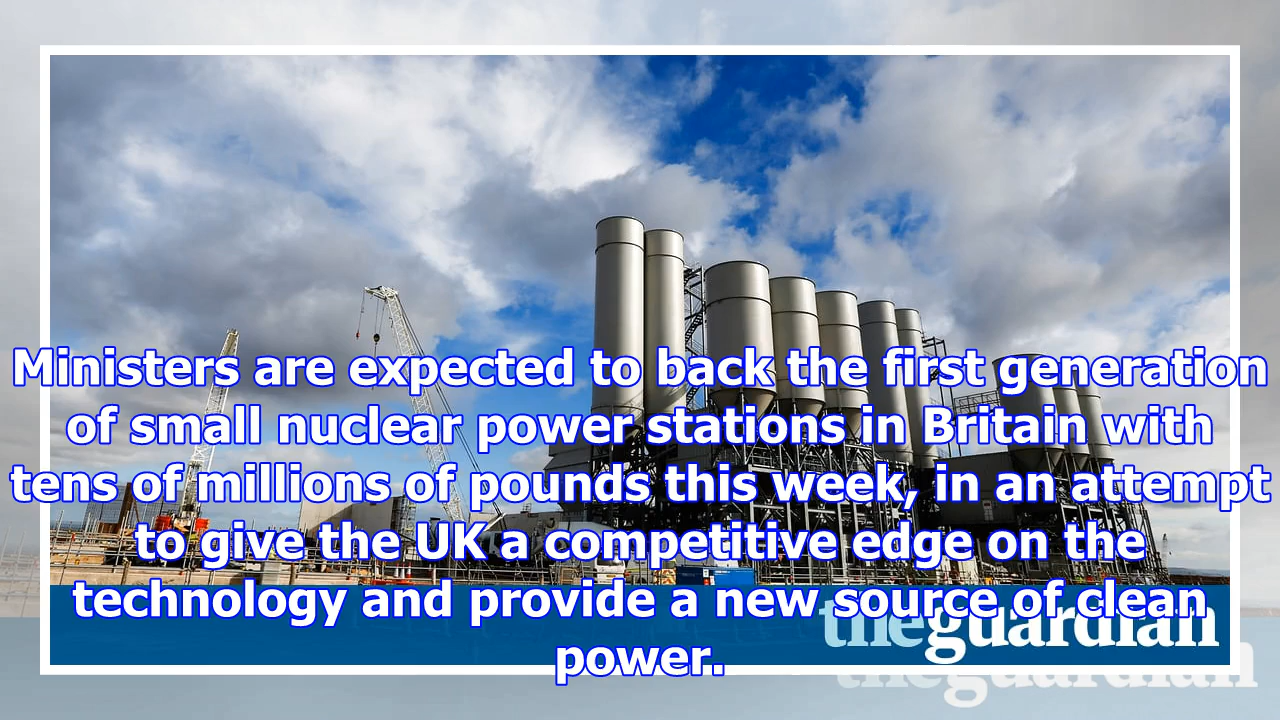 Ministers are expected to back the first generation
of small nuclear power stations in Britain with
tens of millions of pounds this week, in an attempt
to give the UK a competitive edge on the
technology and provide a new source of clean
power.
theguardian
theguardian